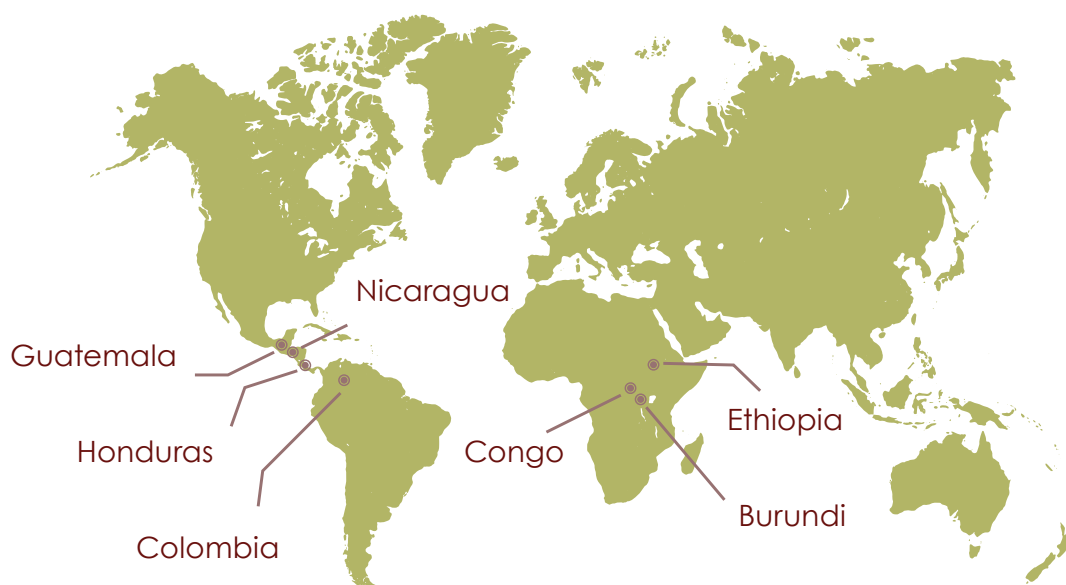 Nicaragua
Guatemala
Ethiopia
Honduras
Congo
Burundi
Colombia